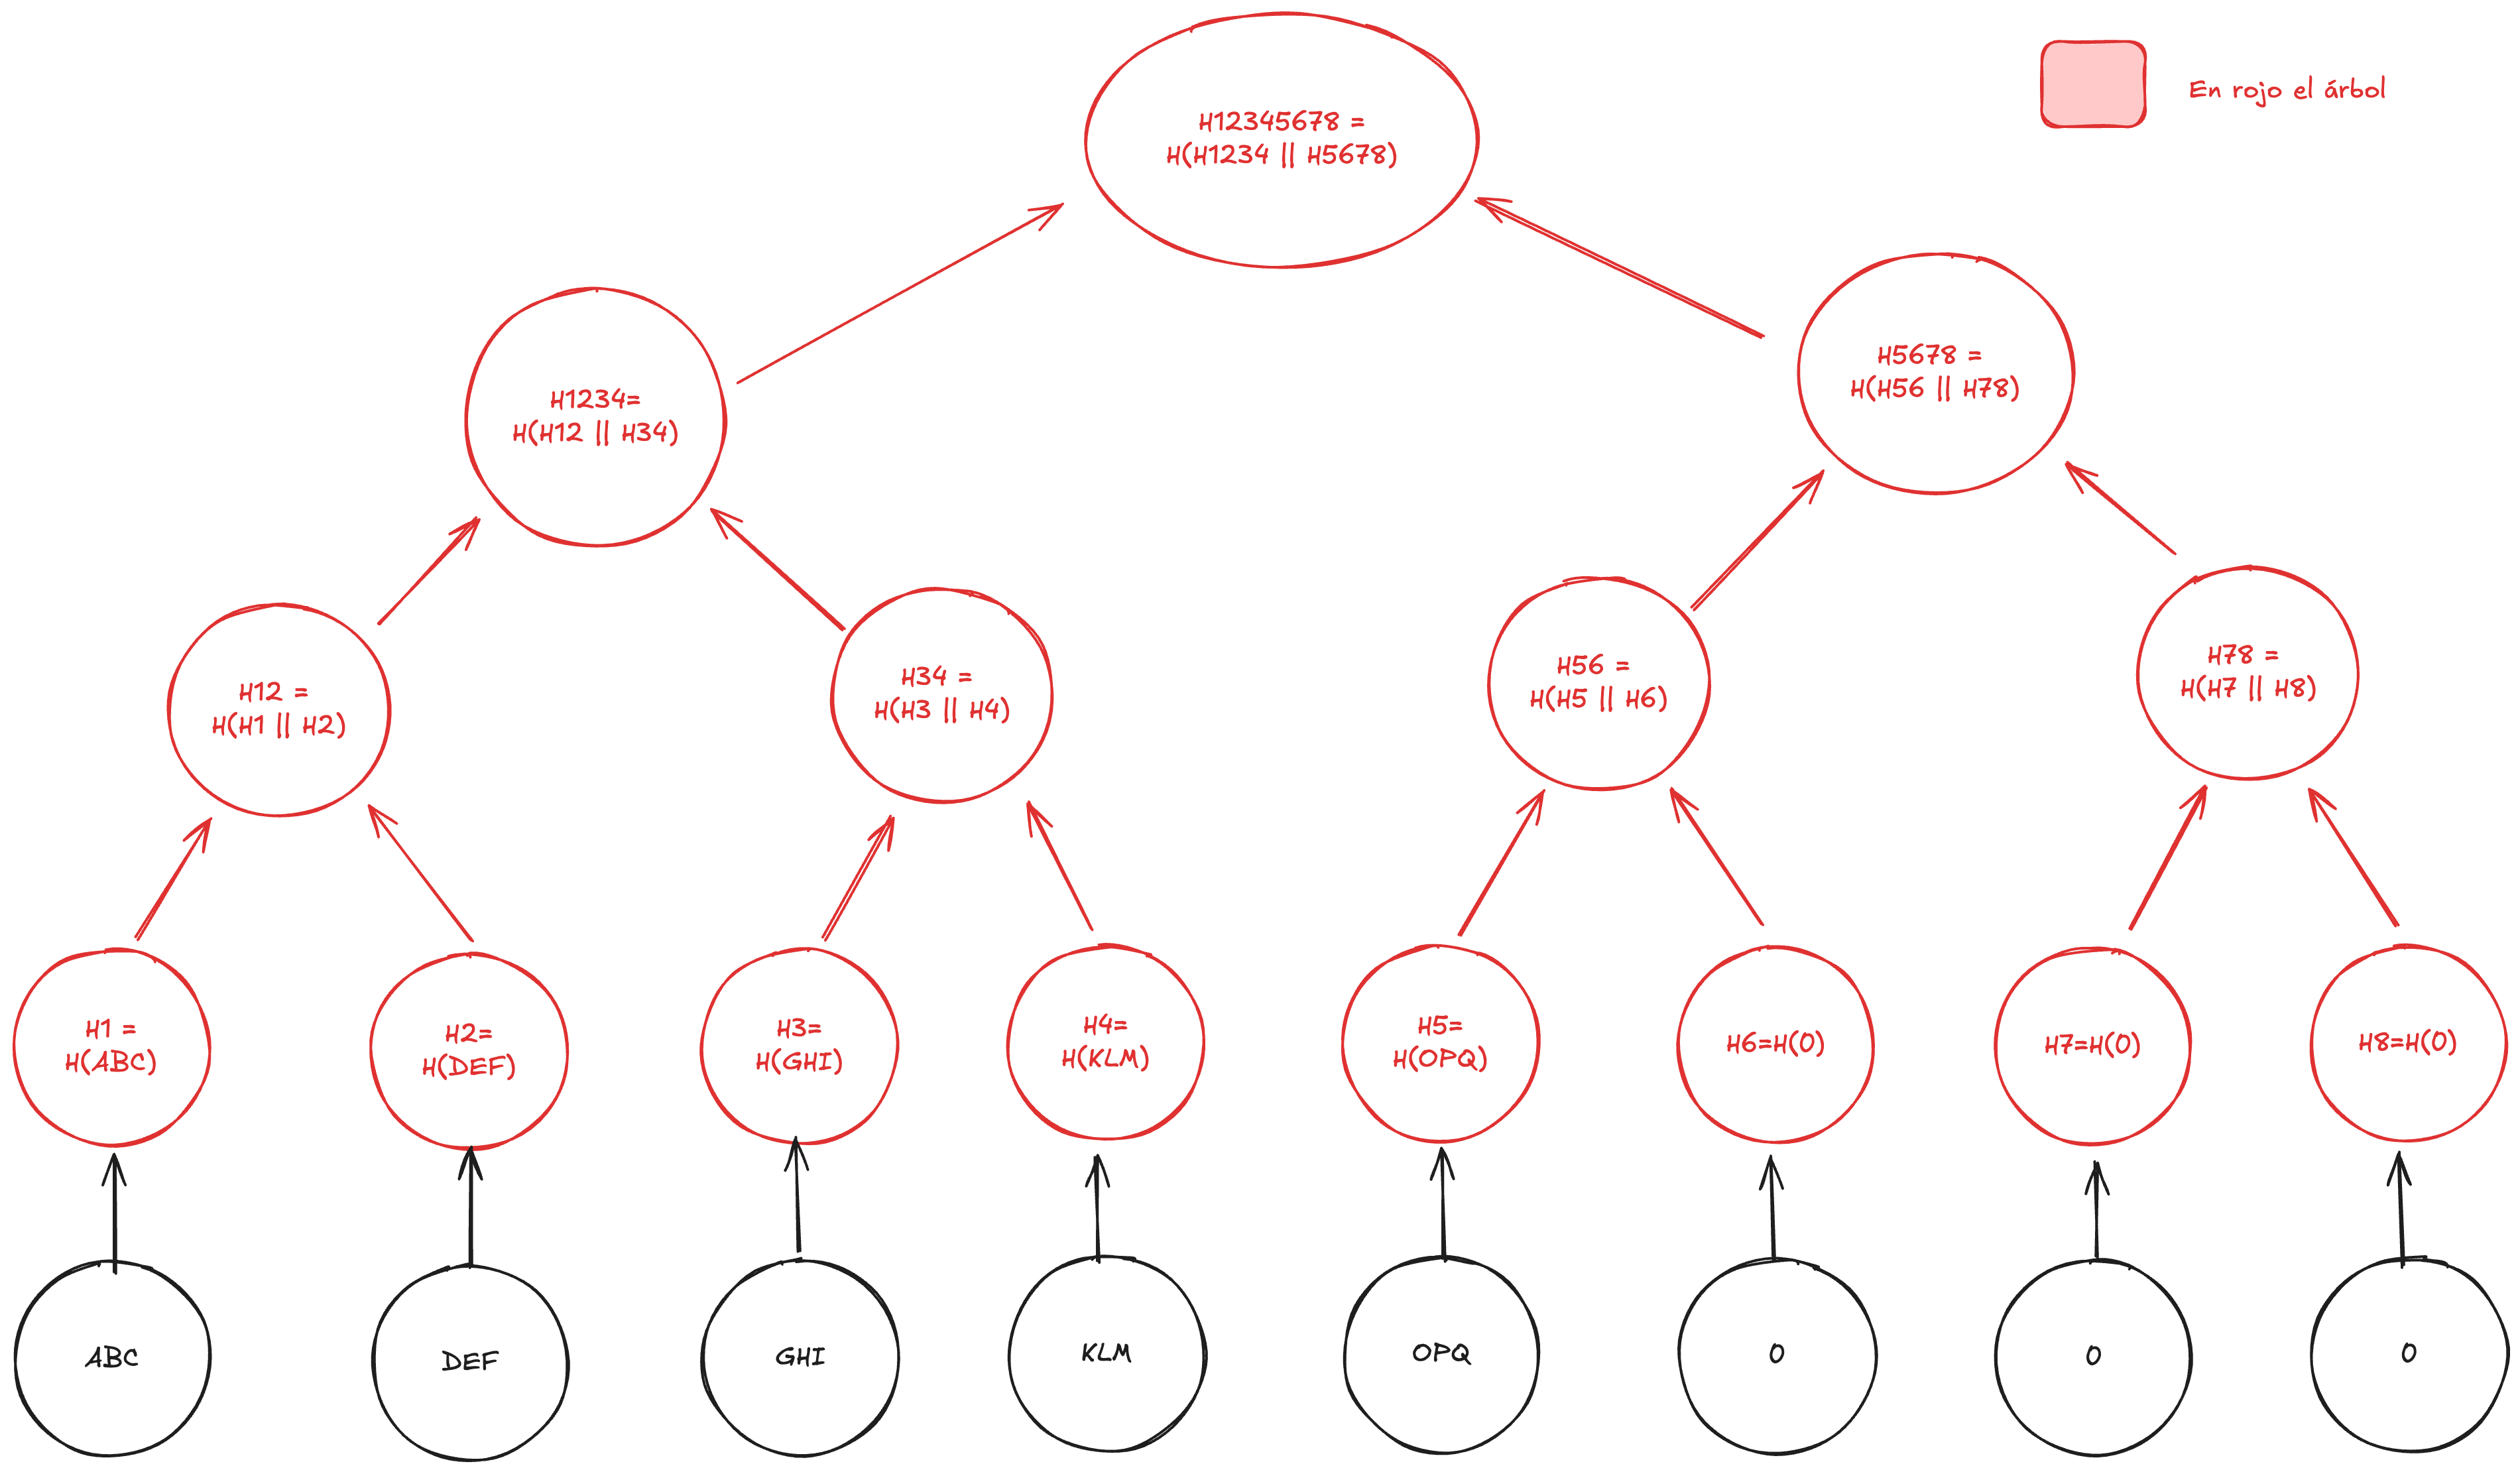 H12345678 =
H(H1234 || H5678)
En rojo el árbol
H1234=
H(H12 || H34)
H5678 =
H(H56 || H78)
H12 =
H(H1 || H2)
H34 =
H(H3 || H4)
H56 =
H(H5 || H6)
H78 =
H(H7 || H8)
H1 =
H(ABC)
H2=
H(DEF)
H3=
H(GHI)
H4=
H(KLM)
H5=
H(OPQ)
H6=H(0)
H7=H(0)
H8=H(0)
ABC
DEF
GHI
KLM
OPQ
0
0
0